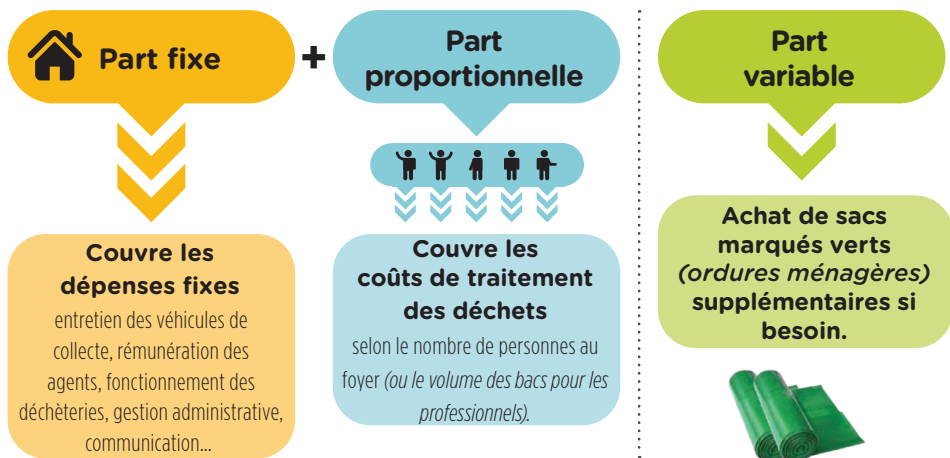 Part fixe
+
Part
proportionnelle
Part
variable
Couvre les
dépenses fixes
entretien des véhicules de
collecte, rémunération des
agents, fonctionnement des
déchèteries, gestion administrative,
communication...
Couvre les
coûts de traitement
des déchets
selon le nombre de personnes au
foyer (ou le volume des bacs pour les
professionnels).
Achat de sacs
marqués verts
(ordures ménagères)
supplémentaires si
besoin.